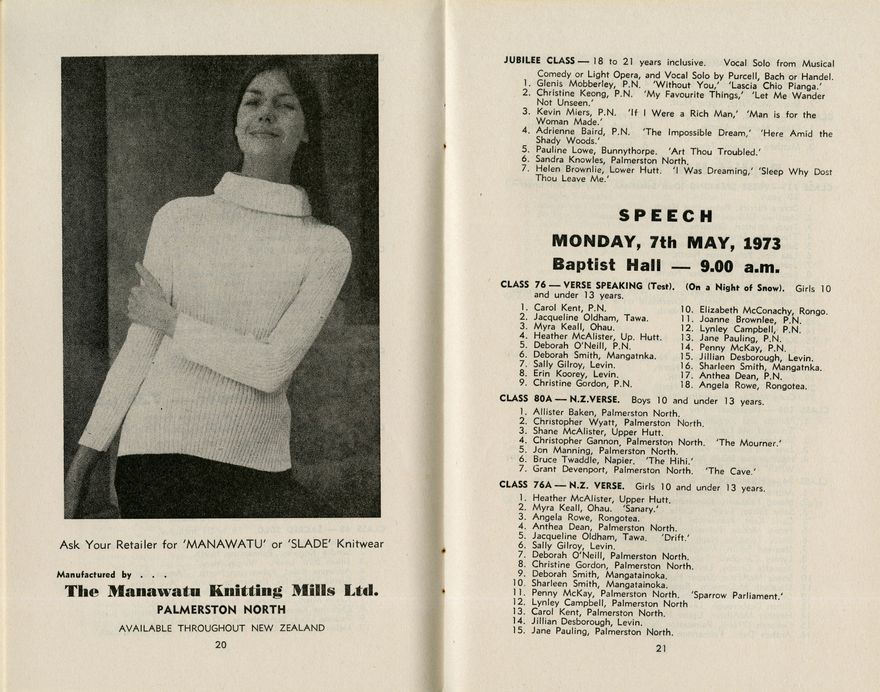 Ask Your Retailer for 'MANAWATU' or 'SLADE' Knitwear
Manufactured by . . .
The Manawatu Knitting Mills Ltd.
PALMERSTON NORTH
AVAILABLE THROUGHOUT NEW ZEALAND
20
JUBILEE CLASS — 18 to 21 years inclusive. Vocal Solo from Musical
Comedy or Light Opera, and Vocal Solo by Purcell, Bach or Handel.
1. Glenis Mobberley, P.N. 'Without You,' 'Lascia Chio Pianga.'
2. Christine Keong, P.N. 'My Favourite Things,' 'Let Me Wander
Not Unseen.'
3. Kevin Miers, P.N. 'If I Were a Rich Man,' 'Man is for the
Woman Made.'
4. Adrienne Baird, P.N. 'The Impossible Dream,' 'Here Amid the
Shady Woods.'
5. Pauline Lowe, Bunnythorpe. 'Art Thou Troubled.'
6. Sandra Knowles, Palmerston North.
7. Helen Brownlie, Lower Hutt. 'I Was Dreaming,' 'Sleep Why Dost
Thou Leave Me.'
SPEECH
MONDAY, 7th MAY, 1973
Baptist Hall — 9.00 a.m.
CLASS 76 — VERSE SPEAKING (Test). (On a Night of Snow). Girls 10
and under 13 years.
1. Carol Kent, P.N.
2. Jacqueline Oldham, Tawa.
3. Myra Keall, Ohau.
4. Heather McAlister, Up. Hutt.
5. Deborah O'Neill, P.N.
6. Deborah Smith, Mangatnka.
7. Sally Gilroy, Levin.
8. Erin Koorey, Levin.
9. Christine Gordon, P.N.
10. Elizabeth McConachy, Rongo.
11. Joanne Brownlee, P.N.
12. Lynley Campbell, P.N.
13. Jane Pauling, P.N.
14. Penny McKay, P.N.
15. Jillian Desborough, Levin.
16. Sharleen Smith, Mangatnka.
17. Anthea Dean, P.N.
18. Angela Rowe, Rongotea.
CLASS 80A — N.Z.VERSE. Boys 10 and under 13 years.
1. Allister Baken, Palmerston North.
2. Christopher Wyatt, Palmerston North.
3. Shane McAlister, Upper Hutt.
4. Christopher Gannon, Palmerston North. 'The Mourner.'
5. Jon Manning, Palmerston North.
6. Bruce Twaddle, Napier. 'The Hihi.'
7. Grant Devenport, Palmerston North. 'The Cave.'
CLASS 76A — N.Z. VERSE. Girls 10 and under 13 years.
1. Heather McAlister, Upper Hutt.
2. Myra Keall, Ohau. 'Sanary.'
3. Angela Rowe, Rongotea.
4. Anthea Dean, Palmerston North.
5. Jacqueline Oldham, Tawa. 'Drift.'
6. Sally Gilroy, Levin.
7. Deborah O'Neill, Palmerston North.
8. Christine Gordon, Palmerston North.
9. Deborah Smith, Mangatainoka.
10. Sharleen Smith, Mangatainoka.
11. Penny McKay, Palmerston North. 'Sparrow Parliament.'
12. Lynley Campbell, Palmerston North
13. Carol Kent, Palmerston North.
14. Jillian Desborough, Levin.
15. Jane Pauling, Palmerston North.
21